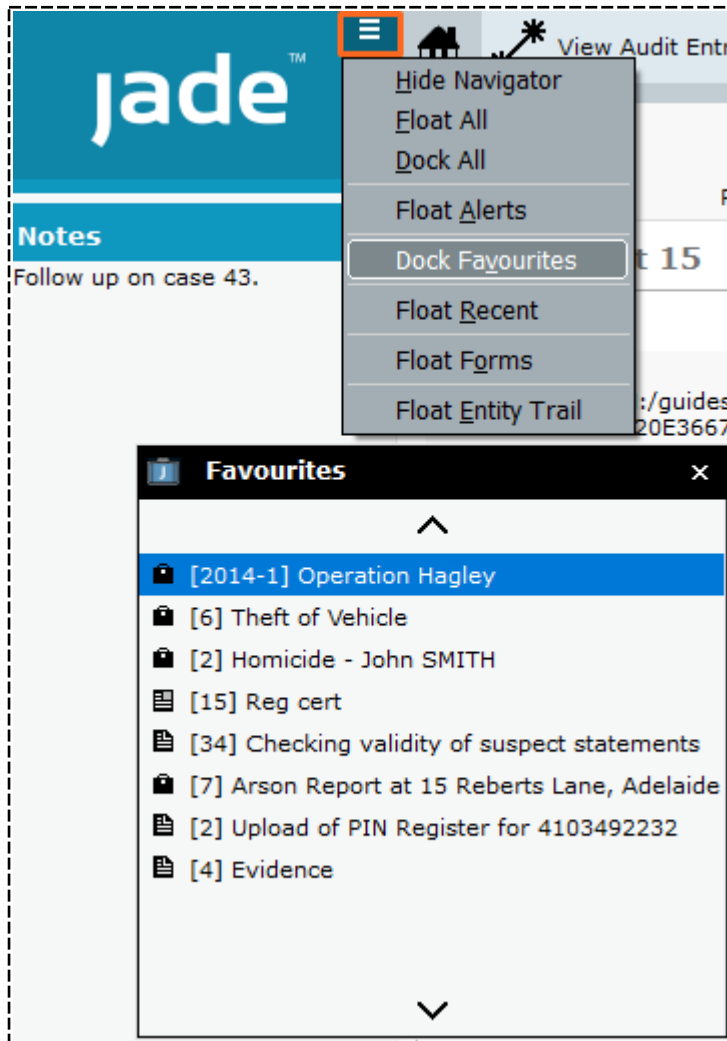 jade™
View Audit Entr
Hide Navigator
Float All
Dock All
Float Alerts
Dock Favourites
Float Recent
Float Forms
Float Entity Trail
Notes
Follow up on case 43.
t 15
:/guides
20E3667
Favourites
[2014-1] Operation Hagley
[6] Theft of Vehicle
[2] Homicide - John SMITH
[15] Reg cert
[34] Checking validity of suspect statements
[7] Arson Report at 15 Reberts Lane, Adelaide
[2] Upload of PIN Register for 4103492232
[4] Evidence